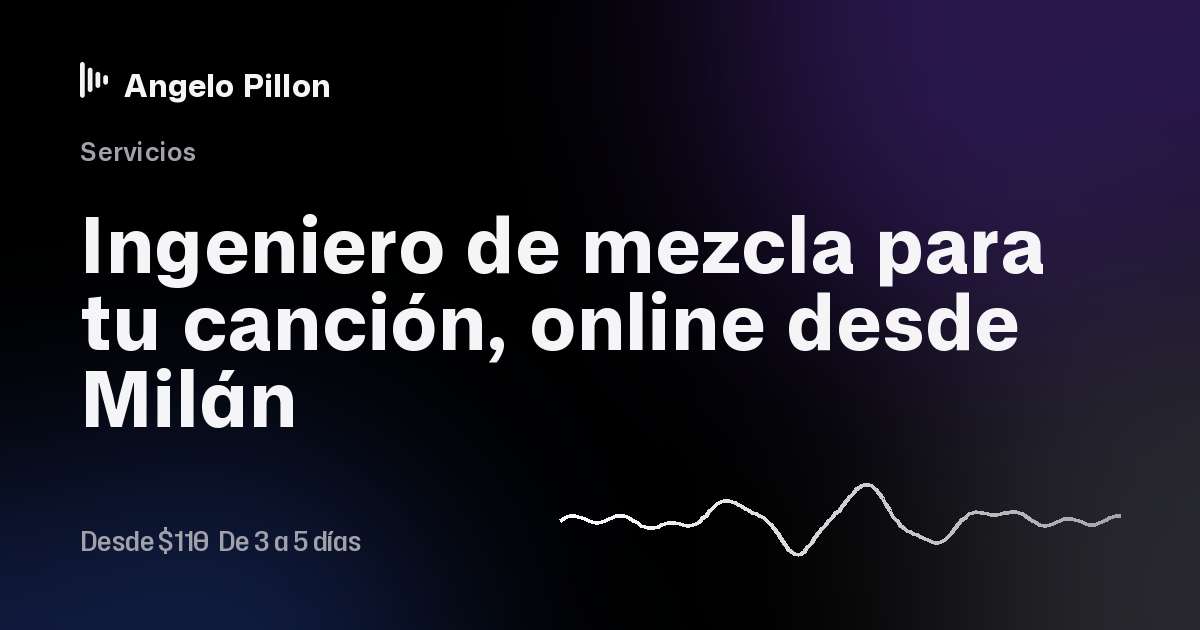 Angelo Pillon
Servicios
Ingeniero de mezcla para
tu canción, online desde
Milán
Desde $110 De 3 a 5 días